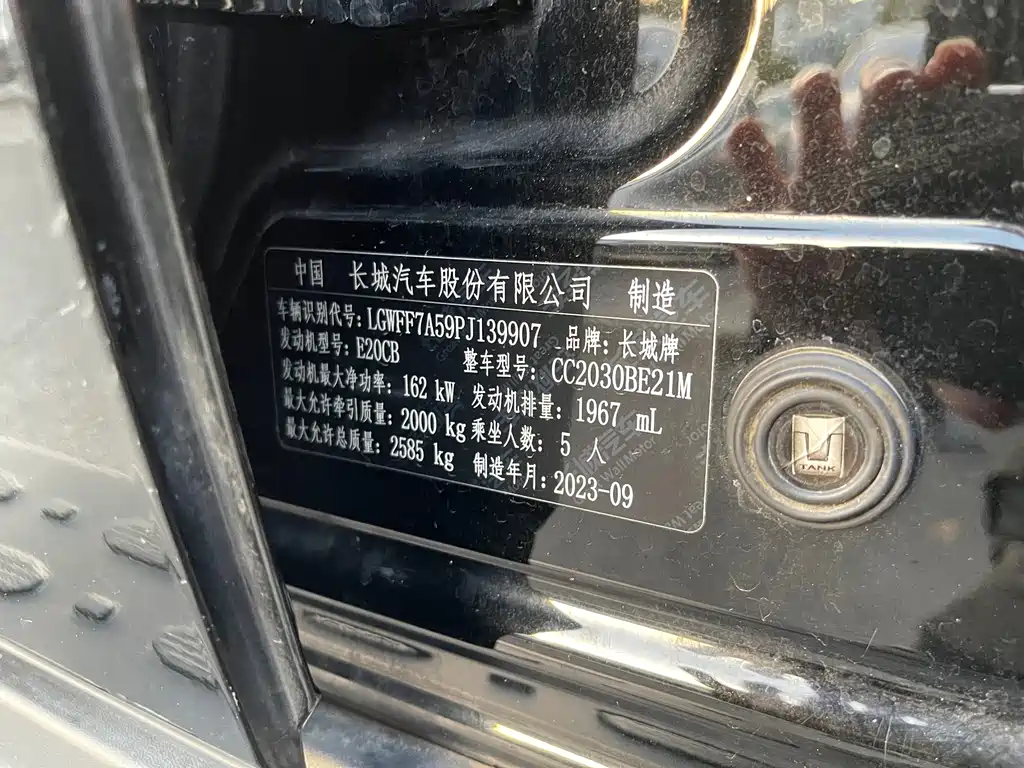 中国 长城汽车股份有限公司 制造
车辆识别代号: LGWFF7A59PJ139907 品牌: 长城牌
发动机型号: E20CB 整车型号: CC2030BE21M
发动机最大净功率: 162 kW 发动机排量: 1967 mL
最大允许牵引质量: 2000 kg 乘坐人数: 5 人
最大允许总质量: 2585 kg 制造年月: 2023-09
TANK